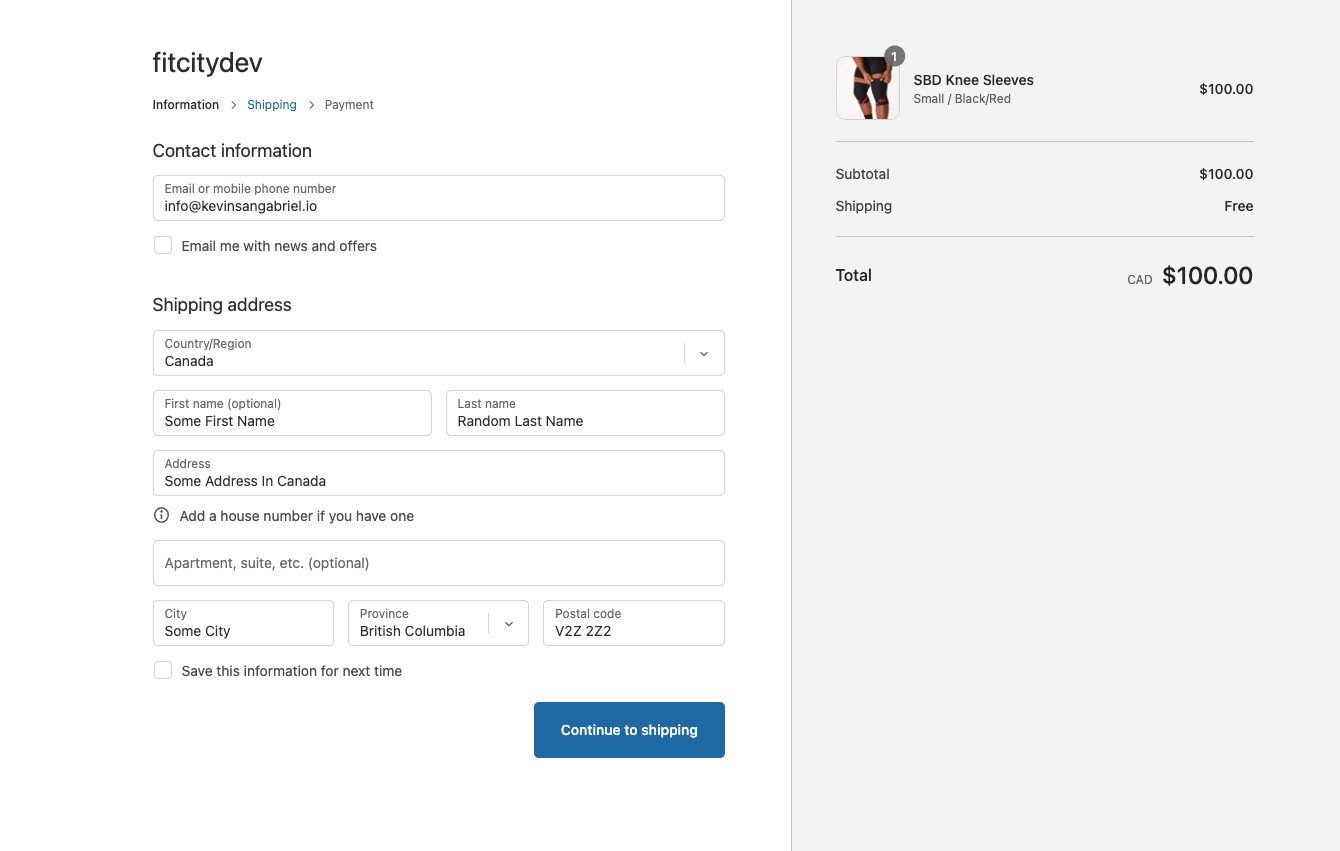 fitcitydev
Information > Shipping > Payment
Contact information
Email or mobile phone number
info@kevinsangabriel.io
Email me with news and offers
Shipping address
Country/Region
Canada
First name (optional)
Some First Name
Last name
Random Last Name
Address
Some Address In Canada
Add a house number if you have one
Apartment, suite, etc. (optional)
City
Some City
Province
British Columbia
Postal code
V2Z 2Z2
Save this information for next time
Continue to shipping
1
SBD Knee Sleeves
Small / Black/Red
$100.00
Subtotal $100.00
Shipping Free
Total CAD $100.00